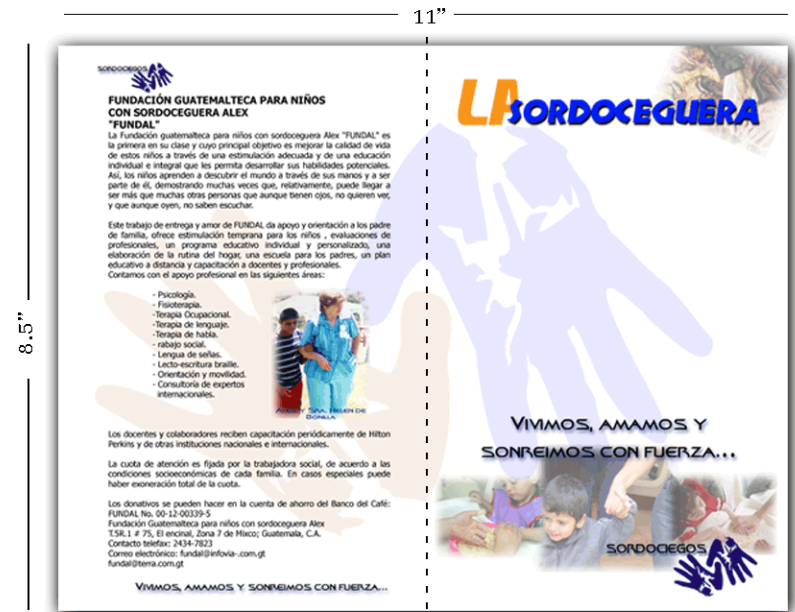 11”
8.5”
SORDOCIEGOS
FUNDACIÓN GUATEMALTECA PARA NIÑOS
CON SORDOCEGUERA ALEX
"FUNDAL"
La Fundación guatemalteca para niños con sordoceguera Alex "FUNDAL" es
la primera en su clase y cuyo principal objetivo es mejorar la calidad de vida
de estos niños a través de una estimulación adecuada y de una educación
individual e integral que les permita desarrollar sus habilidades potenciales.
Así, los niños aprenden a descubrir el mundo a través de sus manos y a ser
parte de él, demostrando muchas veces que, relativamente, puede llegar a
ser más que muchas otras personas que aunque tienen ojos, no quieren ver,
y que aunque oyen, no saben escuchar.
Este trabajo de entrega y amor de FUNDAL da apoyo y orientación a los padre
de familia, ofrece estimulación temprana para los niños , evaluaciones de
profesionales, un programa educativo individual y personalizado, una
elaboración de la rutina del hogar, una escuela para los padres, un plan
educativo a distancia y capacitación a docentes y profesionales.
Contamos con el apoyo profesional en las siguientes áreas:
- Psicología.
- Fisioterapia.
-Terapia Ocupacional.
-Terapia de lenguaje.
-Terapia de habla.
- rabajo social.
- Lengua de señas.
- Lecto-escritura braille.
- Orientación y movilidad.
- Consultoría de expertos
internacionales.
Alex y Sra. Helen de
Bonilla
Los docentes y colaboradores reciben capacitación periódicamente de Hilton
Perkins y de otras instituciones nacionales e internacionales.
La cuota de atención es fijada por la trabajadora social, de acuerdo a las
condiciones socioeconómicas de cada familia. En casos especiales puede
haber exoneración total de la cuota.
Los donativos se pueden hacer en la cuenta de ahorro del Banco del Café:
FUNDAL No. 00-12-00339-5
Fundación Guatemalteca para niños con sordoceguera Alex
T.5R.1 # 75, El encinal, Zona 7 de Mixco; Guatemala, C.A.
Contacto telefax: 2434-7823
Correo electrónico: fundal@infovia-.com.gt
fundal@terra.com.gt
Vivimos, amamos y sonreimos con fuerza...
LA SORDOCEGUERA
Vivimos, amamos y
sonreimos con fuerza...
SORDOCIEGOS